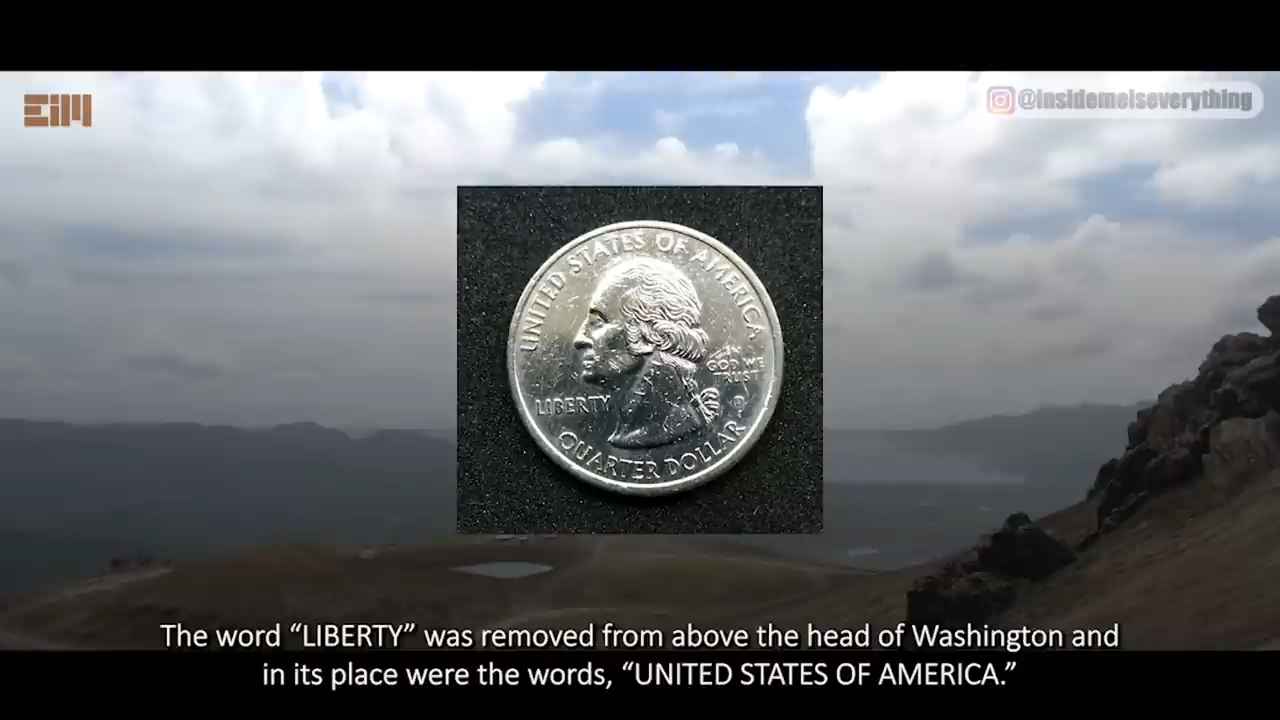 EiM
@insidemeiseverything
UNITED STATES OF AMERICA
IN
GOD WE
TRUST
LIBERTY
D
QUARTER DOLLAR
The word “LIBERTY” was removed from above the head of Washington and
in its place were the words, “UNITED STATES OF AMERICA.”